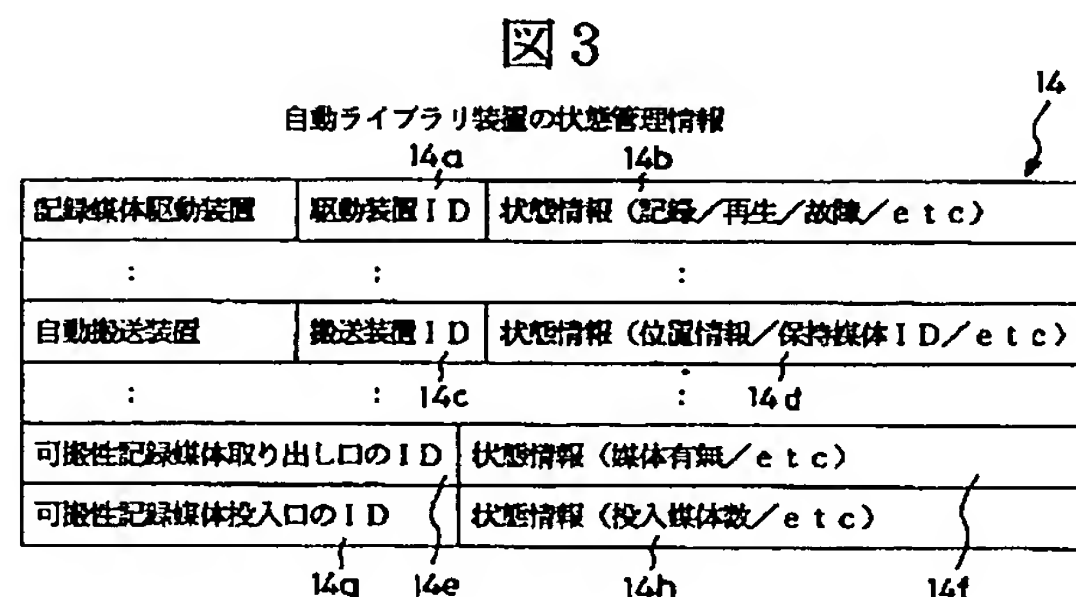 図3
14
自動ライブラリ装置の状態管理情報
14a 14b
記録媒体駆動装置 駆動装置ID 状態情報(記録/再生/故障/etc)
: : :
自動搬送装置 搬送装置ID 状態情報(位置情報/保持媒体ID/etc)
: : 14c : 14d
可搬性記録媒体取り出し口のID 状態情報(媒体有無/etc)
可搬性記録媒体投入口のID 状態情報(投入媒体数/etc)
14g 14e 14h 14f